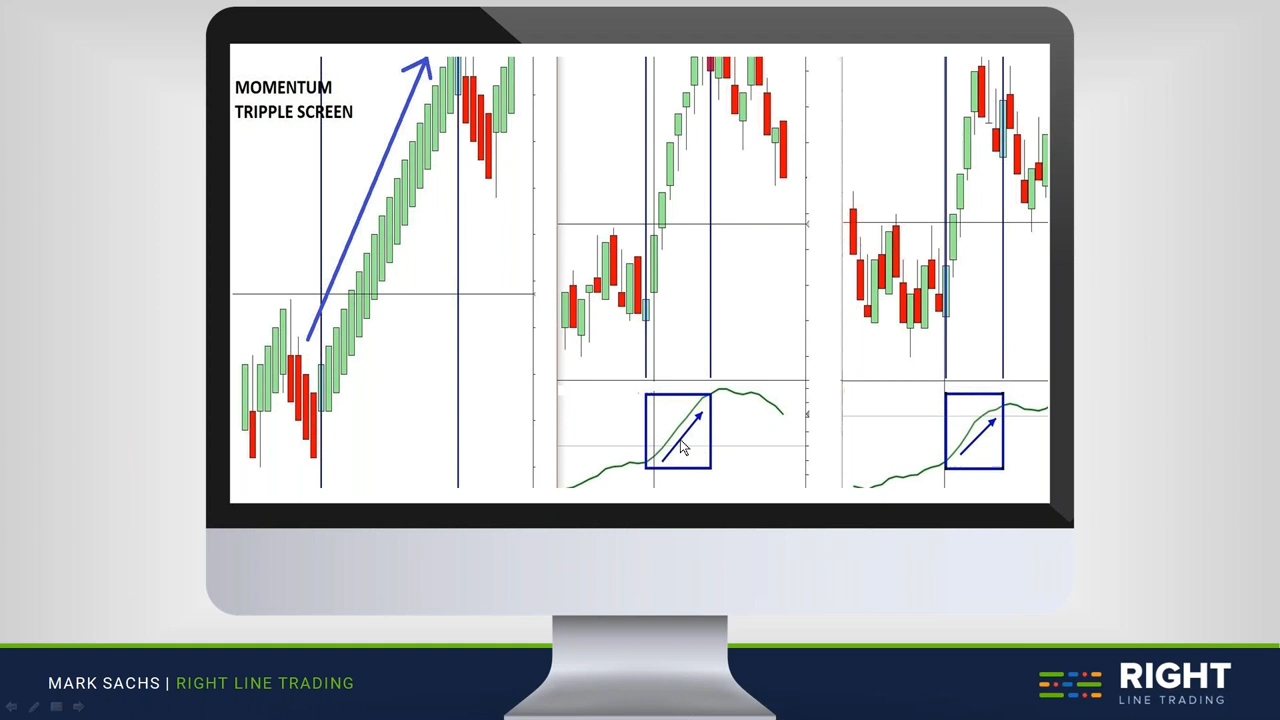 MOMENTUM
TRIPPLE SCREEN
MARK SACHS | RIGHT LINE TRADING
RIGHT
LINE TRADING